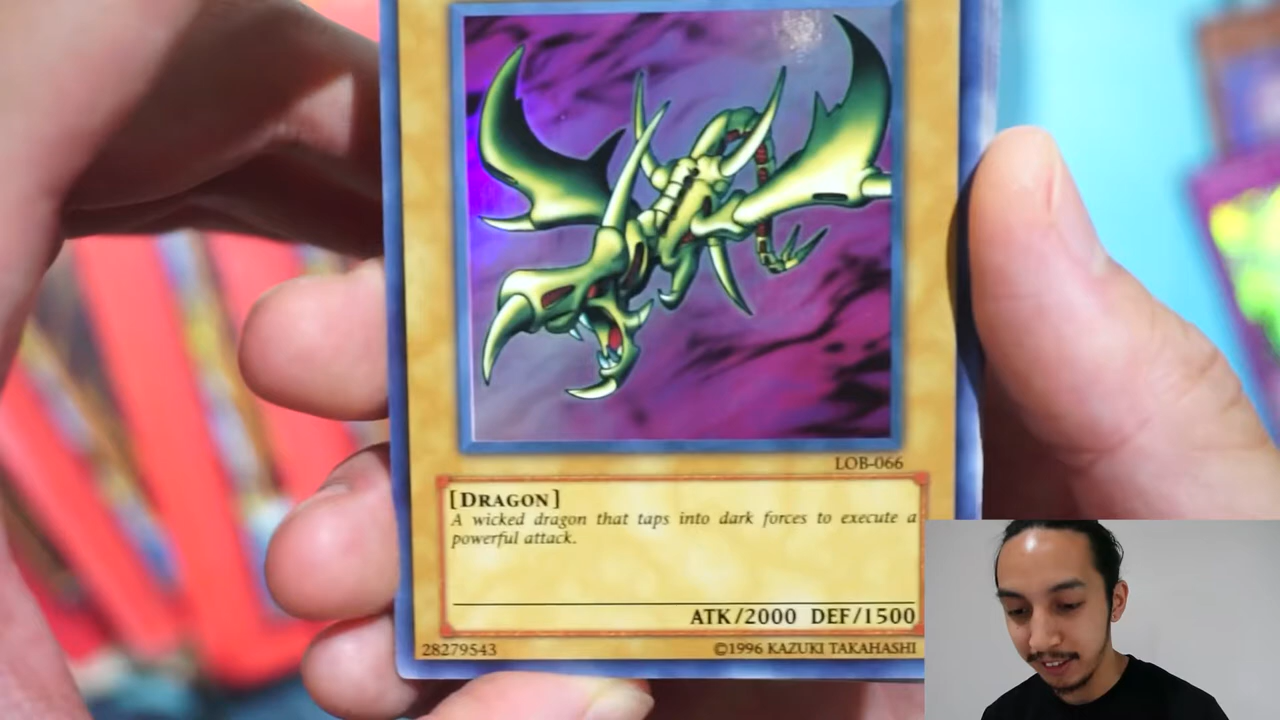 LOB-066
[DRAGON]
A wicked dragon that taps into dark forces to execute a
powerful attack.
ATK/2000 DEF/1500
28279543
©1996 KAZUKI TAKAHASHI